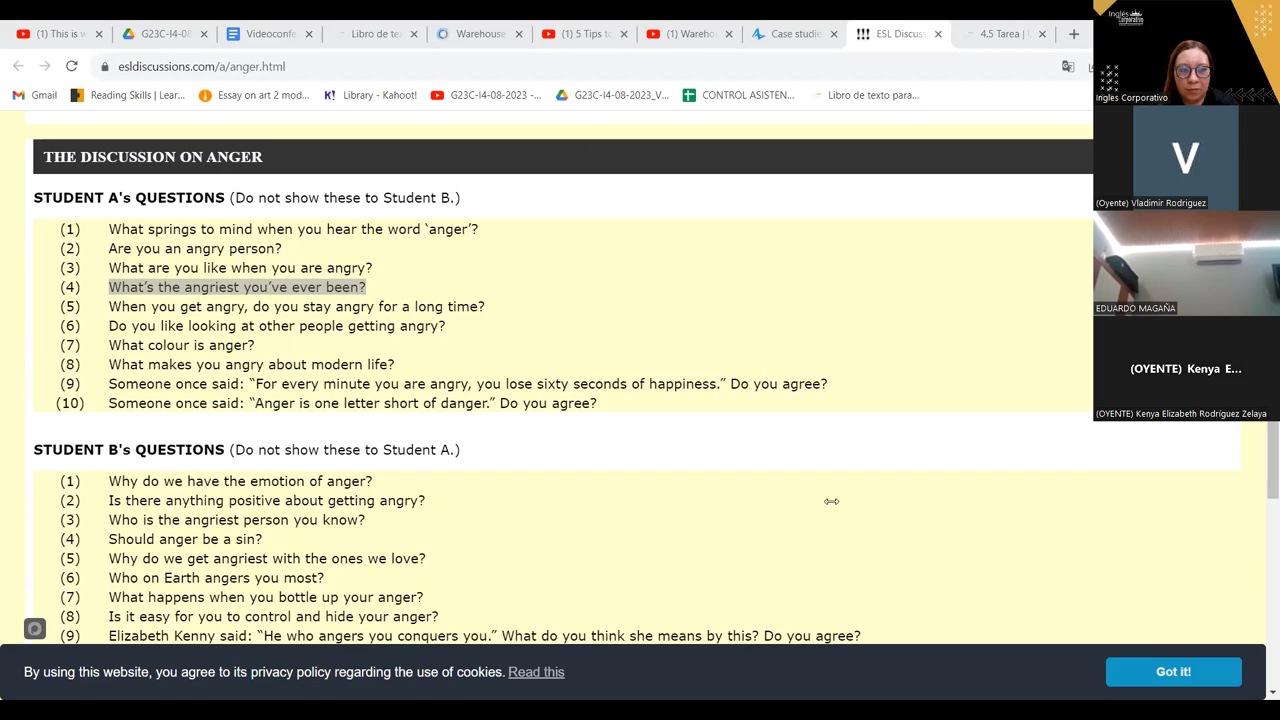 (1) This is w
G23C-I4-08
Videoconfe
Libro de te
Warehouse
(1) 5 Tips to
(1) Wareho
Case studie
ESL Discuss
4.5 Tarea | U
esldiscussions.com/a/anger.html
Gmail
Reading Skills | Lear...
Essay on art 2 mod...
Library - Kano...
G23C-I4-08-2023 -...
G23C-I4-08-2023_V...
CONTROL ASISTEN...
Libro de texto para...
THE DISCUSSION ON ANGER
STUDENT A's QUESTIONS (Do not show these to Student B.)
(1) What springs to mind when you hear the word ‘anger’?
(2) Are you an angry person?
(3) What are you like when you are angry?
(4) What’s the angriest you’ve ever been?
(5) When you get angry, do you stay angry for a long time?
(6) Do you like looking at other people getting angry?
(7) What colour is anger?
(8) What makes you angry about modern life?
(9) Someone once said: “For every minute you are angry, you lose sixty seconds of happiness.” Do you agree?
(10) Someone once said: “Anger is one letter short of danger.” Do you agree?
STUDENT B's QUESTIONS (Do not show these to Student A.)
(1) Why do we have the emotion of anger?
(2) Is there anything positive about getting angry?
(3) Who is the angriest person you know?
(4) Should anger be a sin?
(5) Why do we get angriest with the ones we love?
(6) Who on Earth angers you most?
(7) What happens when you bottle up your anger?
(8) Is it easy for you to control and hide your anger?
(9) Elizabeth Kenny said: “He who angers you conquers you.” What do you think she means by this? Do you agree?
By using this website, you agree to its privacy policy regarding the use of cookies. Read this
Got it!
Inglés
Corporativo
Ingles Corporativo
V
(Oyente) Vladimir Rodriguez
EDUARDO MAGAÑA
(OYENTE) Kenya E...
(OYENTE) Kenya Elizabeth Rodríguez Zelaya